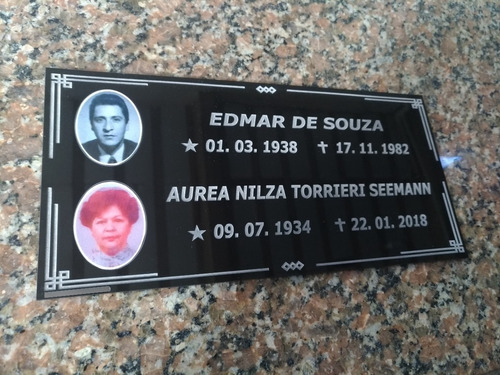 EDMAR DE SOUZA
★ 01. 03. 1938 ✝ 17. 11. 1982
AUREA NILZA TORRIERI SEEMANN
★ 09. 07. 1934 ✝ 22. 01. 2018